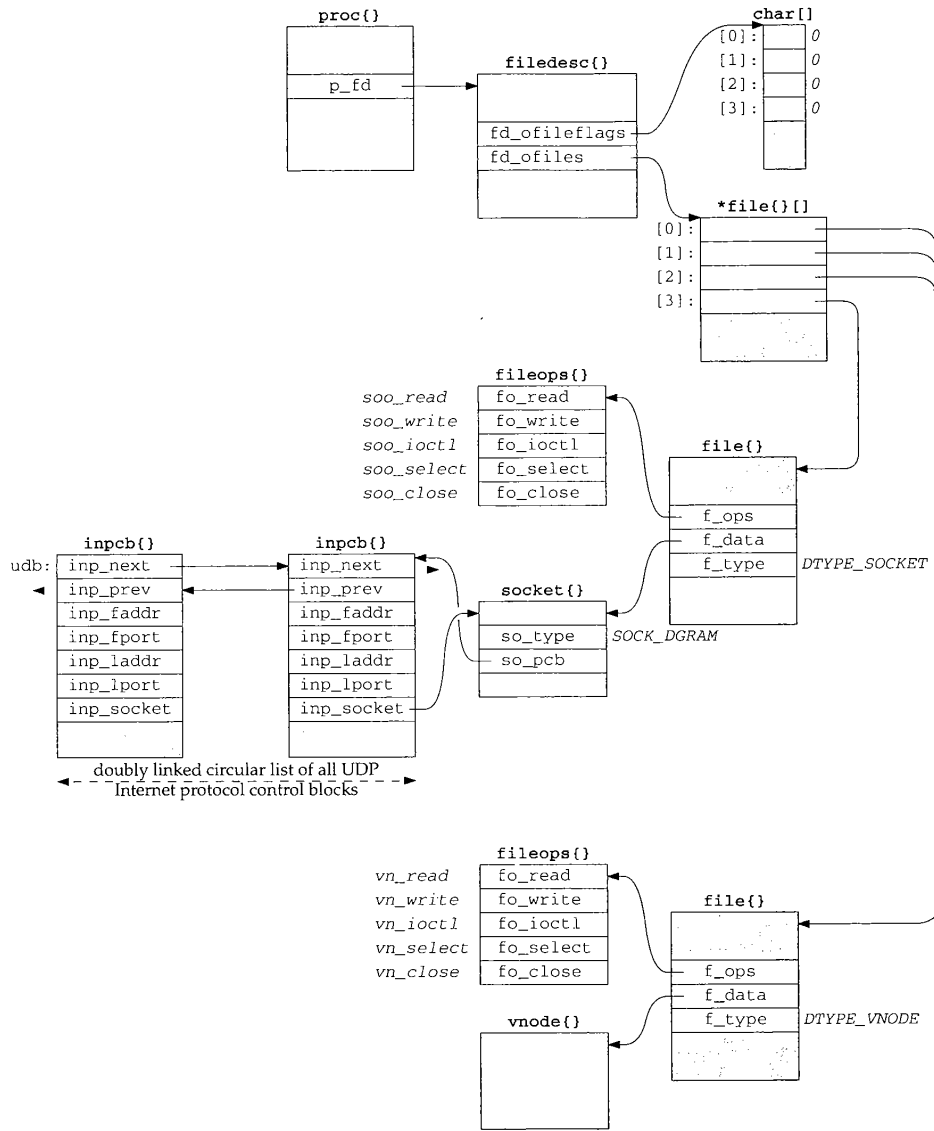 proc{}
p_fd
filedesc{}
fd_ofileflags
fd_ofiles
char[]
[0]: 0
[1]: 0
[2]: 0
[3]: 0
*file{}[]
[0]:
[1]:
[2]:
[3]:
fileops{}
soo_read fo_read
soo_write fo_write
soo_ioctl fo_ioctl
soo_select fo_select
soo_close fo_close
file{}
f_ops
f_data
f_type DTYPE_SOCKET
inpcb{}
udb: inp_next
inp_prev
inp_faddr
inp_fport
inp_laddr
inp_lport
inp_socket
inpcb{}
inp_next
inp_prev
inp_faddr
inp_fport
inp_laddr
inp_lport
inp_socket
socket{}
so_type SOCK_DGRAM
so_pcb
doubly linked circular list of all UDP
Internet protocol control blocks
fileops{}
vn_read fo_read
vn_write fo_write
vn_ioctl fo_ioctl
vn_select fo_select
vn_close fo_close
file{}
f_ops
f_data
f_type DTYPE_VNODE
vnode{}